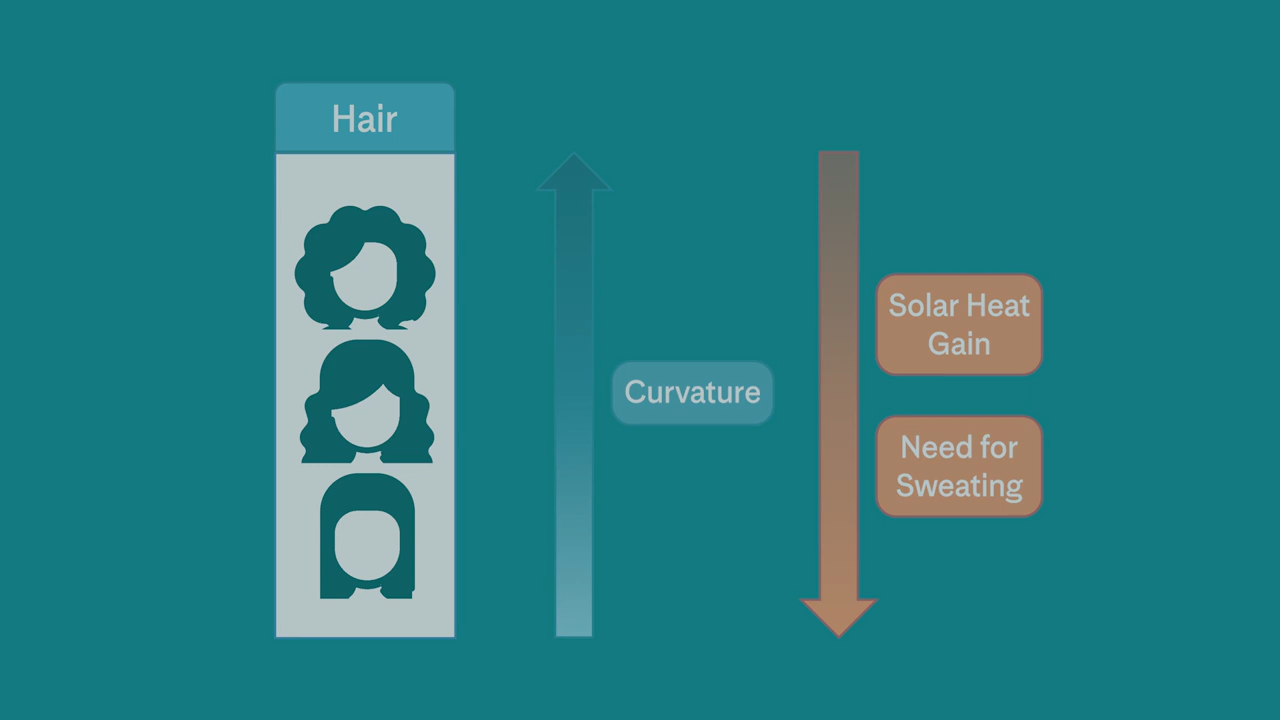 Hair
Curvature
Solar Heat
Gain
Need for
Sweating